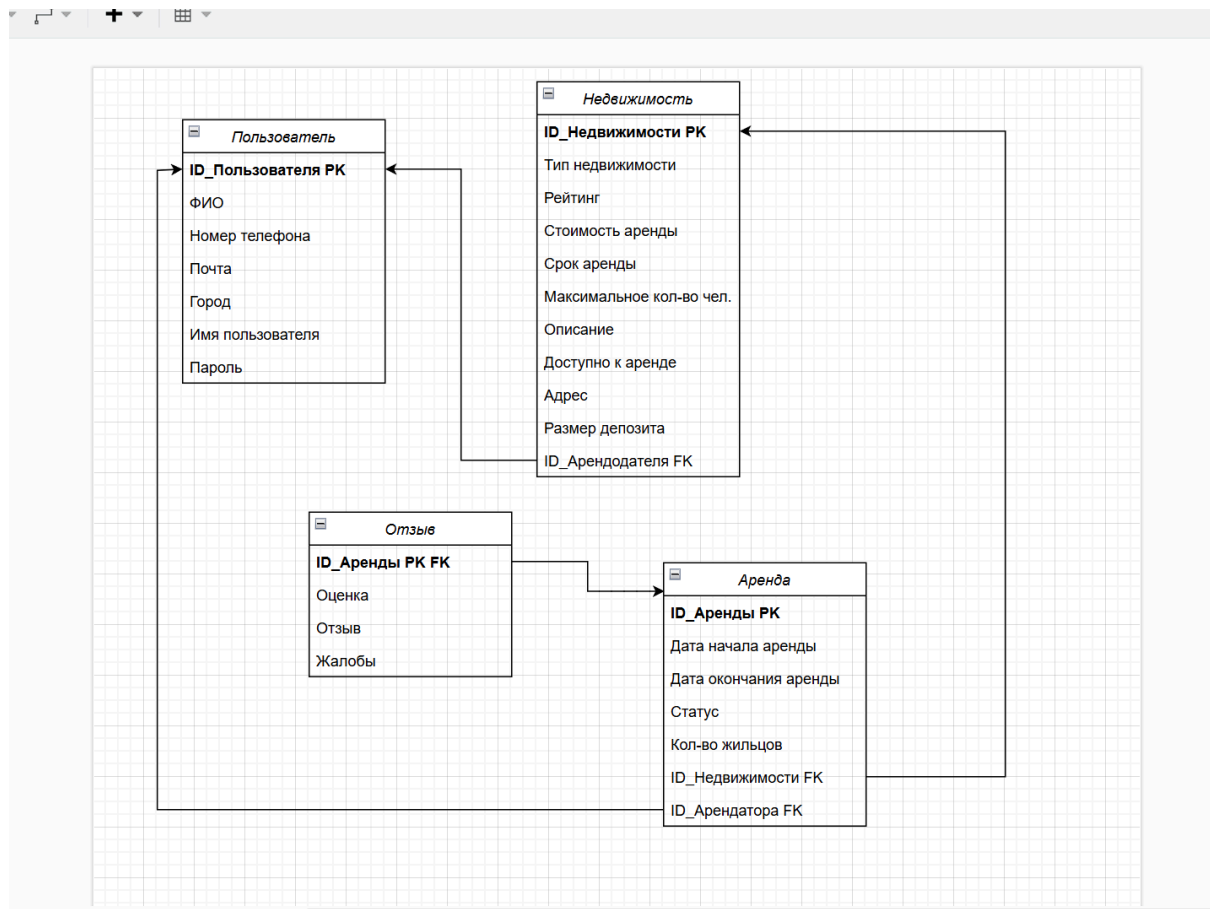 Пользователь
ID_Пользователя PK
ФИО
Номер телефона
Почта
Город
Имя пользователя
Пароль
Недвижимость
ID_Недвижимости PK
Тип недвижимости
Рейтинг
Стоимость аренды
Срок аренды
Максимальное кол-во чел.
Описание
Доступно к аренде
Адрес
Размер депозита
ID_Арендодателя FK
Отзыв
ID_Аренды PK FK
Оценка
Отзыв
Жалобы
Аренда
ID_Аренды PK
Дата начала аренды
Дата окончания аренды
Статус
Кол-во жильцов
ID_Недвижимости FK
ID_Арендатора FK